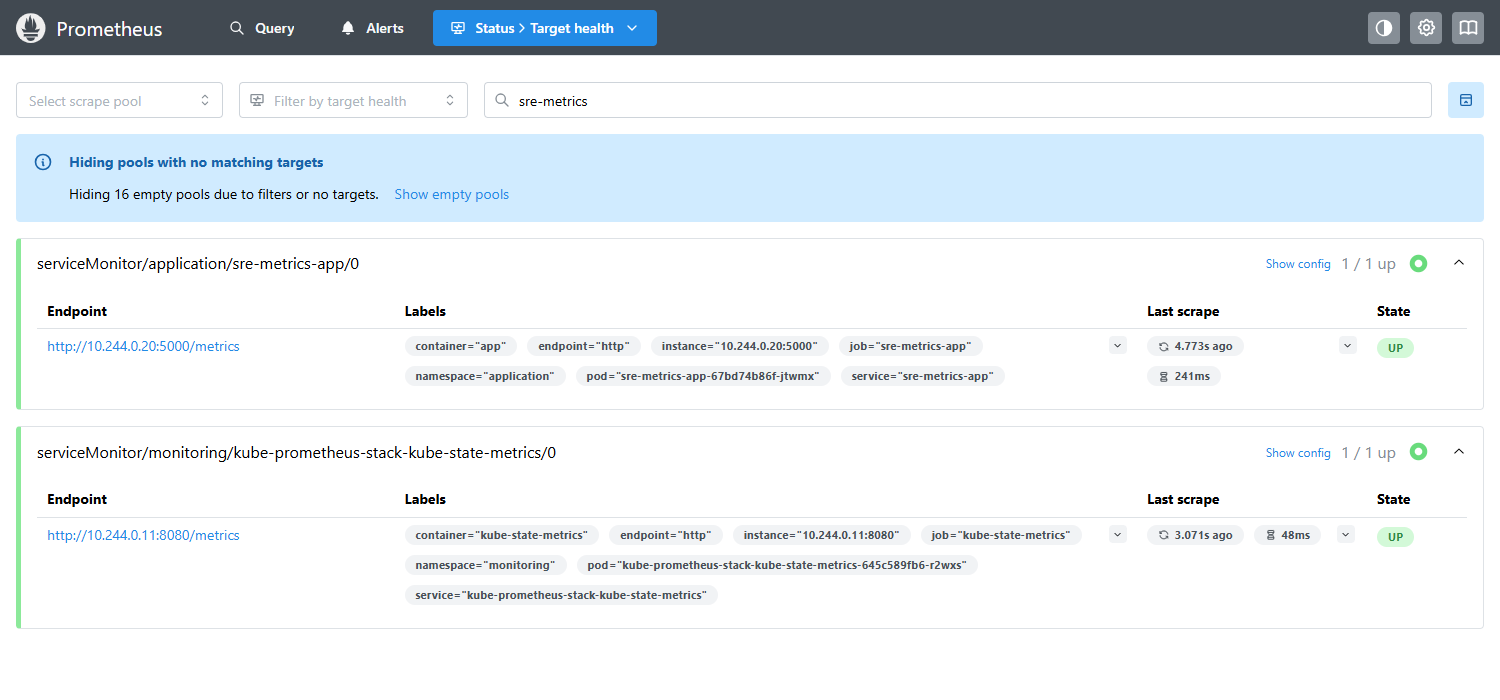 Prometheus Query Alerts Status > Target health
Select scrape pool Filter by target health sre-metrics
Hiding pools with no matching targets
Hiding 16 empty pools due to filters or no targets. Show empty pools
serviceMonitor/application/sre-metrics-app/0 Show config 1 / 1 up
Endpoint Labels Last scrape State
http://10.244.0.20:5000/metrics container="app" endpoint="http" instance="10.244.0.20:5000" job="sre-metrics-app" 4.773s ago UP
namespace="application" pod="sre-metrics-app-67bd74b86f-jtwmx" service="sre-metrics-app" 241ms
serviceMonitor/monitoring/kube-prometheus-stack-kube-state-metrics/0 Show config 1 / 1 up
Endpoint Labels Last scrape State
http://10.244.0.11:8080/metrics container="kube-state-metrics" endpoint="http" instance="10.244.0.11:8080" job="kube-state-metrics" 3.071s ago 48ms UP
namespace="monitoring" pod="kube-prometheus-stack-kube-state-metrics-645c589fb6-r2wxs"
service="kube-prometheus-stack-kube-state-metrics"